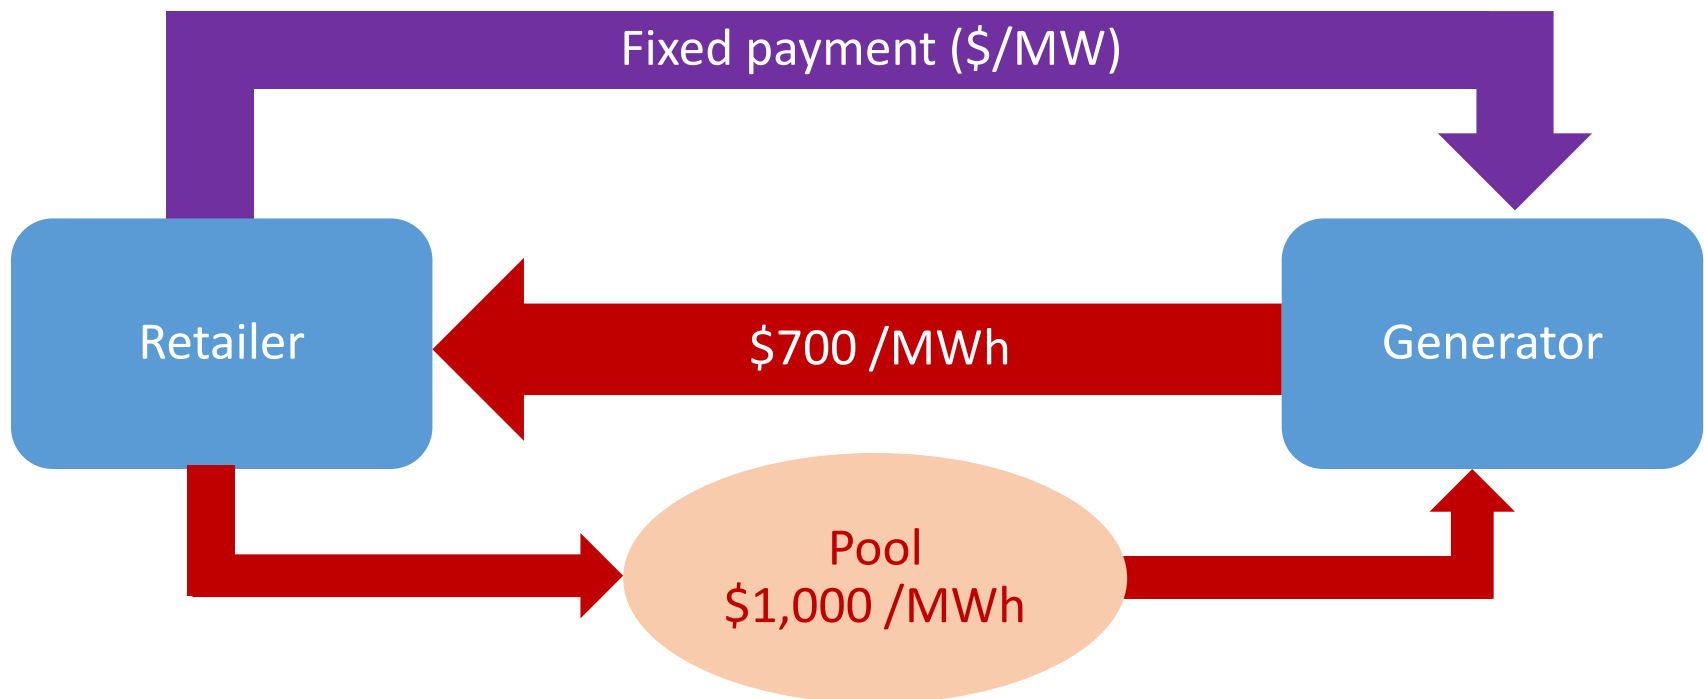 Fixed payment ($/MW)
Retailer
$700 /MWh
Generator
Pool
$1,000 /MWh